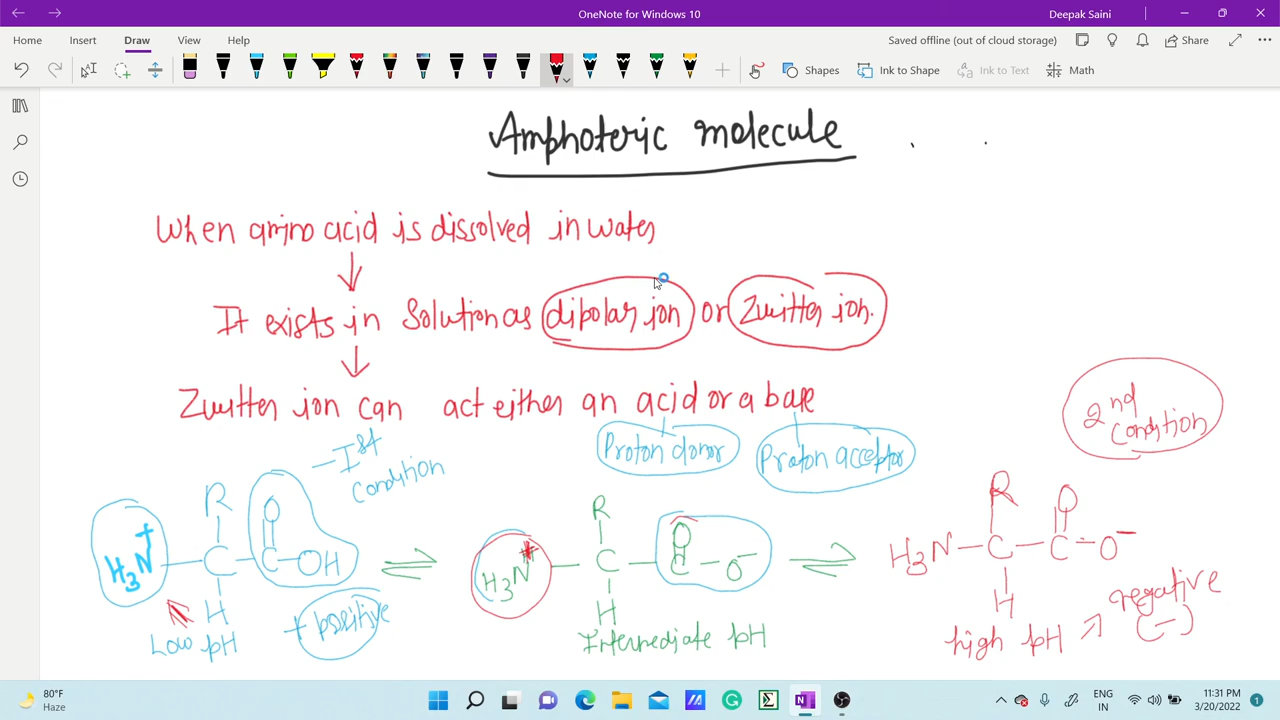 OneNote for Windows 10
Deepak Saini
Home Insert Draw View Help
Saved offline (out of cloud storage)
Share
Shapes
Ink to Shape
Ink to Text
Math
Amphoteric molecule
When amino acid is dissolved in water
↓
It exists in solution as dipolar ion or Zwitter ion.
↓
Zwitter ion can act either an acid or a base
Proton donor
Proton acceptor
– Ist
condition
2nd
condition
R
H3N+ – C – C – OH
O
H
Low pH
+ positive
⇌
R
H3N+ – C – C – O−
O
H
Intermediate pH
⇌
R
H3N – C – C – O−
O
H
high pH ↗ negative
(−)
80°F
Haze
ENG
IN
11:31 PM
3/20/2022
1